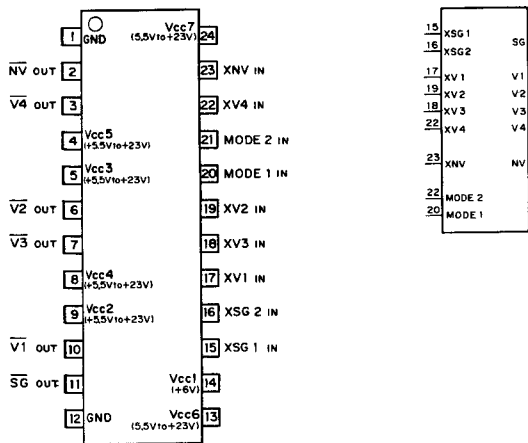 1 GND
Vcc7 24
(5,5V to +23V)
NV OUT 2
23 XNV IN
V4 OUT 3
22 XV4 IN
4 Vcc5
(+5,5V to +23V)
21 MODE 2 IN
5 Vcc3
(+5,5V to +23V)
20 MODE 1 IN
V2 OUT 6
19 XV2 IN
V3 OUT 7
18 XV3 IN
8 Vcc4
(+5,5V to +23V)
17 XV1 IN
9 Vcc2
(+5,5V to +23V)
16 XSG 2 IN
V1 OUT 10
15 XSG 1 IN
SG OUT 11
Vcc1 14
(+6V)
12 GND
Vcc6 13
(5,5V to +23V)
15 XSG 1
SG
16 XSG2
17 XV1 V1
19 XV2 V2
18 XV3 V3
22 XV4 V4
23 XNV NV
22 MODE 2
20 MODE 1